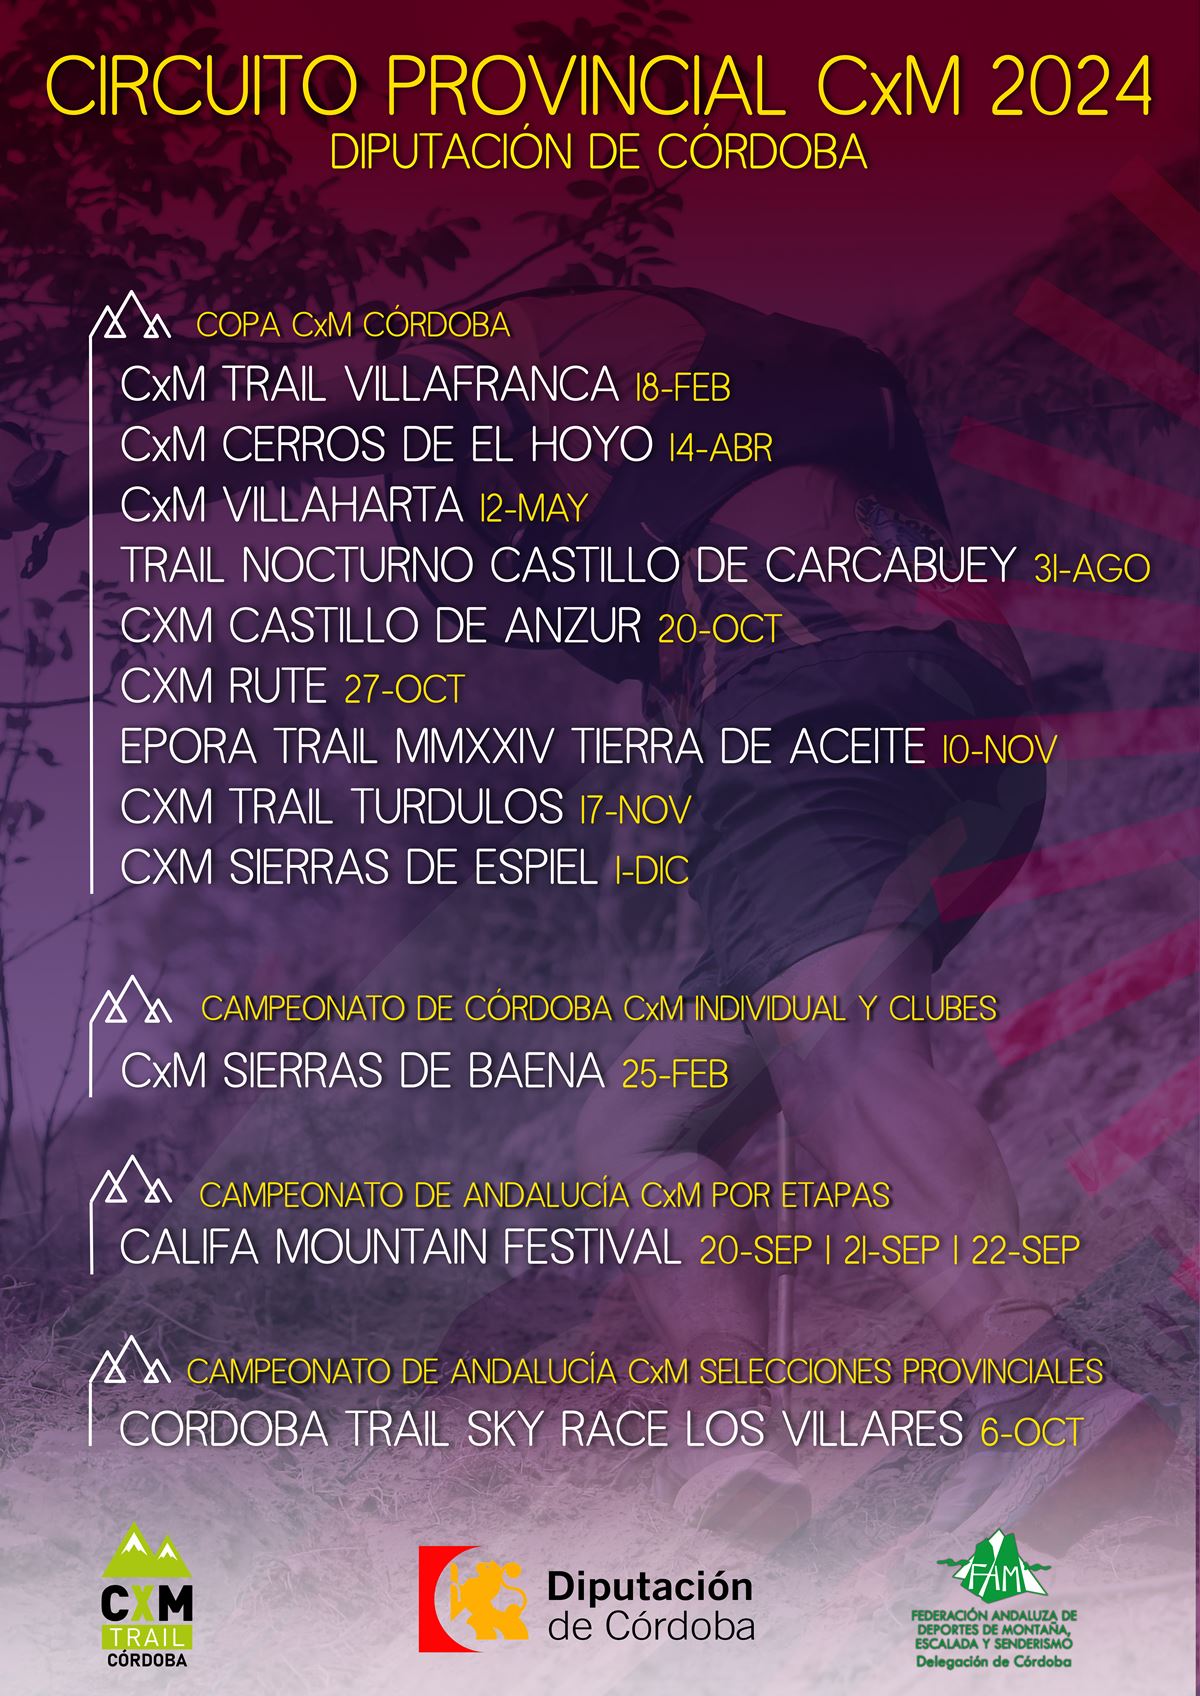 CIRCUITO PROVINCIAL CxM 2024
DIPUTACIÓN DE CÓRDOBA
COPA CxM CÓRDOBA
CxM TRAIL VILLAFRANCA 18-FEB
CxM CERROS DE EL HOYO 14-ABR
CxM VILLAHARTA 12-MAY
TRAIL NOCTURNO CASTILLO DE CARCABUEY 31-AGO
CXM CASTILLO DE ANZUR 20-OCT
CXM RUTE 27-OCT
EPORA TRAIL MMXXIV TIERRA DE ACEITE 10-NOV
CXM TRAIL TURDULOS 17-NOV
CXM SIERRAS DE ESPIEL 1-DIC
CAMPEONATO DE CÓRDOBA CxM INDIVIDUAL Y CLUBES
CxM SIERRAS DE BAENA 25-FEB
CAMPEONATO DE ANDALUCÍA CxM POR ETAPAS
CALIFA MOUNTAIN FESTIVAL 20-SEP | 21-SEP | 22-SEP
CAMPEONATO DE ANDALUCÍA CxM SELECCIONES PROVINCIALES
CORDOBA TRAIL SKY RACE LOS VILLARES 6-OCT
CXM
TRAIL
CÓRDOBA
Diputación
de Córdoba
FAM
FEDERACIÓN ANDALUZA DE
DEPORTES DE MONTAÑA,
ESCALADA Y SENDERISMO
Delegación de Córdoba